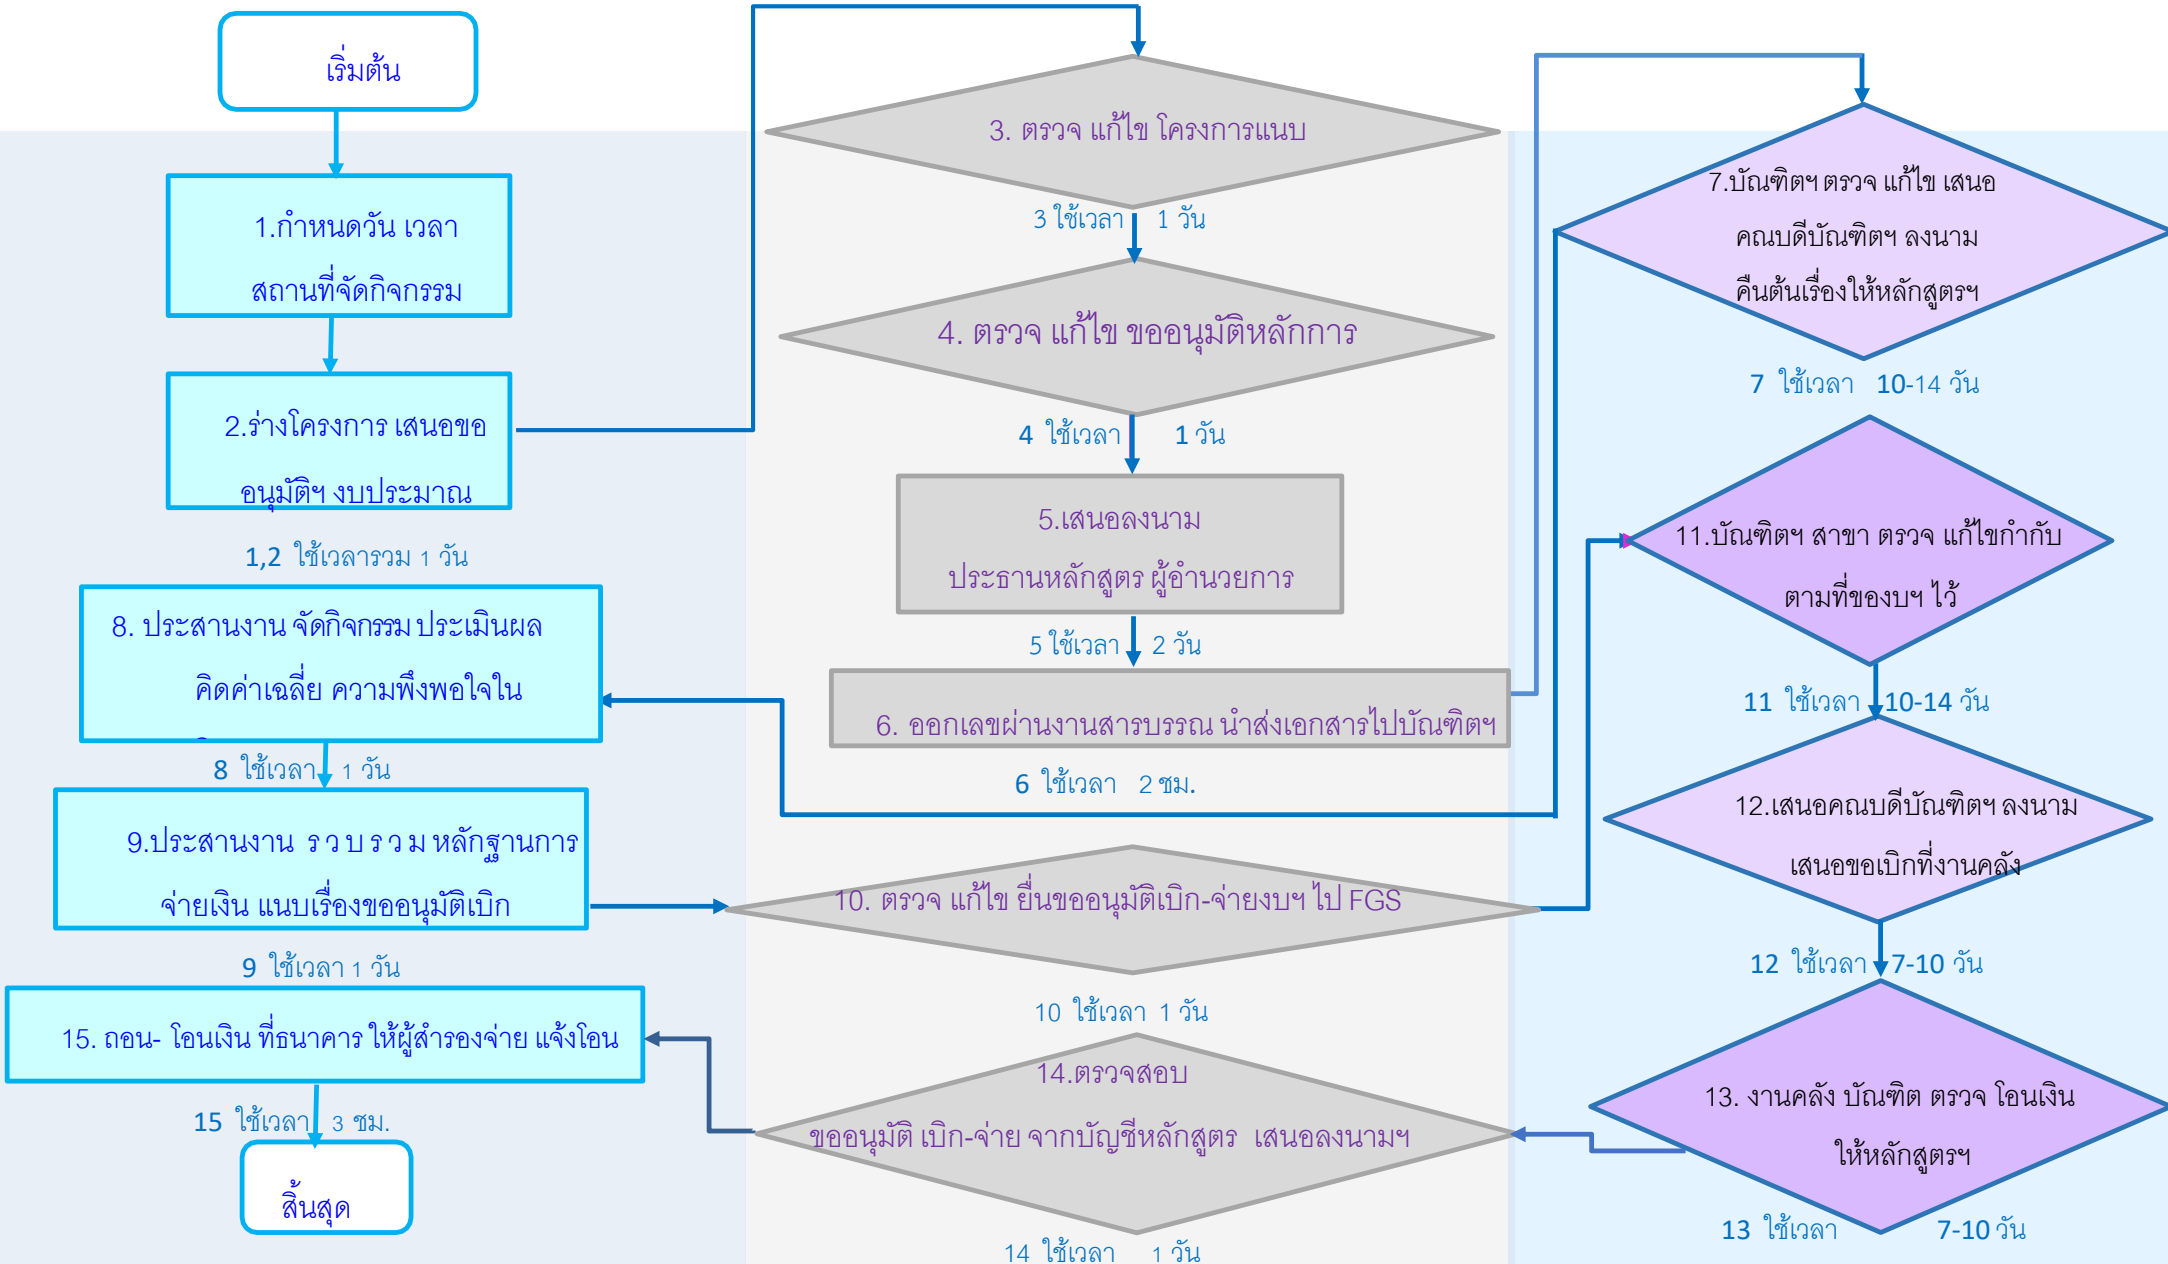 เริ่มต้น
1.กำหนดวัน เวลา
สถานที่จัดกิจกรรม
2.ร่างโครงการ เสนอขอ
อนุมัติฯ งบประมาณ
1,2 ใช้เวลารวม 1 วัน
3. ตรวจ แก้ไข โครงการแนบ
3 ใช้เวลา 1 วัน
4. ตรวจ แก้ไข ขออนุมัติหลักการ
4 ใช้เวลา 1 วัน
5.เสนอลงนาม
ประธานหลักสูตร ผู้อำนวยการ
5 ใช้เวลา 2 วัน
6. ออกเลขผ่านงานสารบรรณ นำส่งเอกสารไปบัณฑิตฯ
6 ใช้เวลา 2 ชม.
7.บัณฑิตฯ ตรวจ แก้ไข เสนอ
คณบดีบัณฑิตฯ ลงนาม
คืนต้นเรื่องให้หลักสูตรฯ
7 ใช้เวลา 10-14 วัน
8. ประสานงาน จัดกิจกรรม ประเมินผล
คิดค่าเฉลี่ย ความพึงพอใจใน
8 ใช้เวลา 1 วัน
9.ประสานงาน ร ว บ ร ว ม หลักฐานการ
จ่ายเงิน แนบเรื่องขออนุมัติเบิก
9 ใช้เวลา 1 วัน
10. ตรวจ แก้ไข ยื่นขออนุมัติเบิก-จ่ายงบฯ ไป FGS
10 ใช้เวลา 1 วัน
11.บัณฑิตฯ สาขา ตรวจ แก้ไขกำกับ
ตามที่ของบฯ ไว้
11 ใช้เวลา 10-14 วัน
12.เสนอคณบดีบัณฑิตฯ ลงนาม
เสนอขอเบิกที่งานคลัง
12 ใช้เวลา 7-10 วัน
13. งานคลัง บัณฑิต ตรวจ โอนเงิน
ให้หลักสูตรฯ
13 ใช้เวลา 7-10 วัน
14.ตรวจสอบ
ขออนุมัติ เบิก-จ่าย จากบัญชีหลักสูตร เสนอลงนามฯ
14 ใช้เวลา 1 วัน
15. ถอน- โอนเงิน ที่ธนาคาร ให้ผู้สำรองจ่าย แจ้งโอน
15 ใช้เวลา 3 ชม.
สิ้นสุด